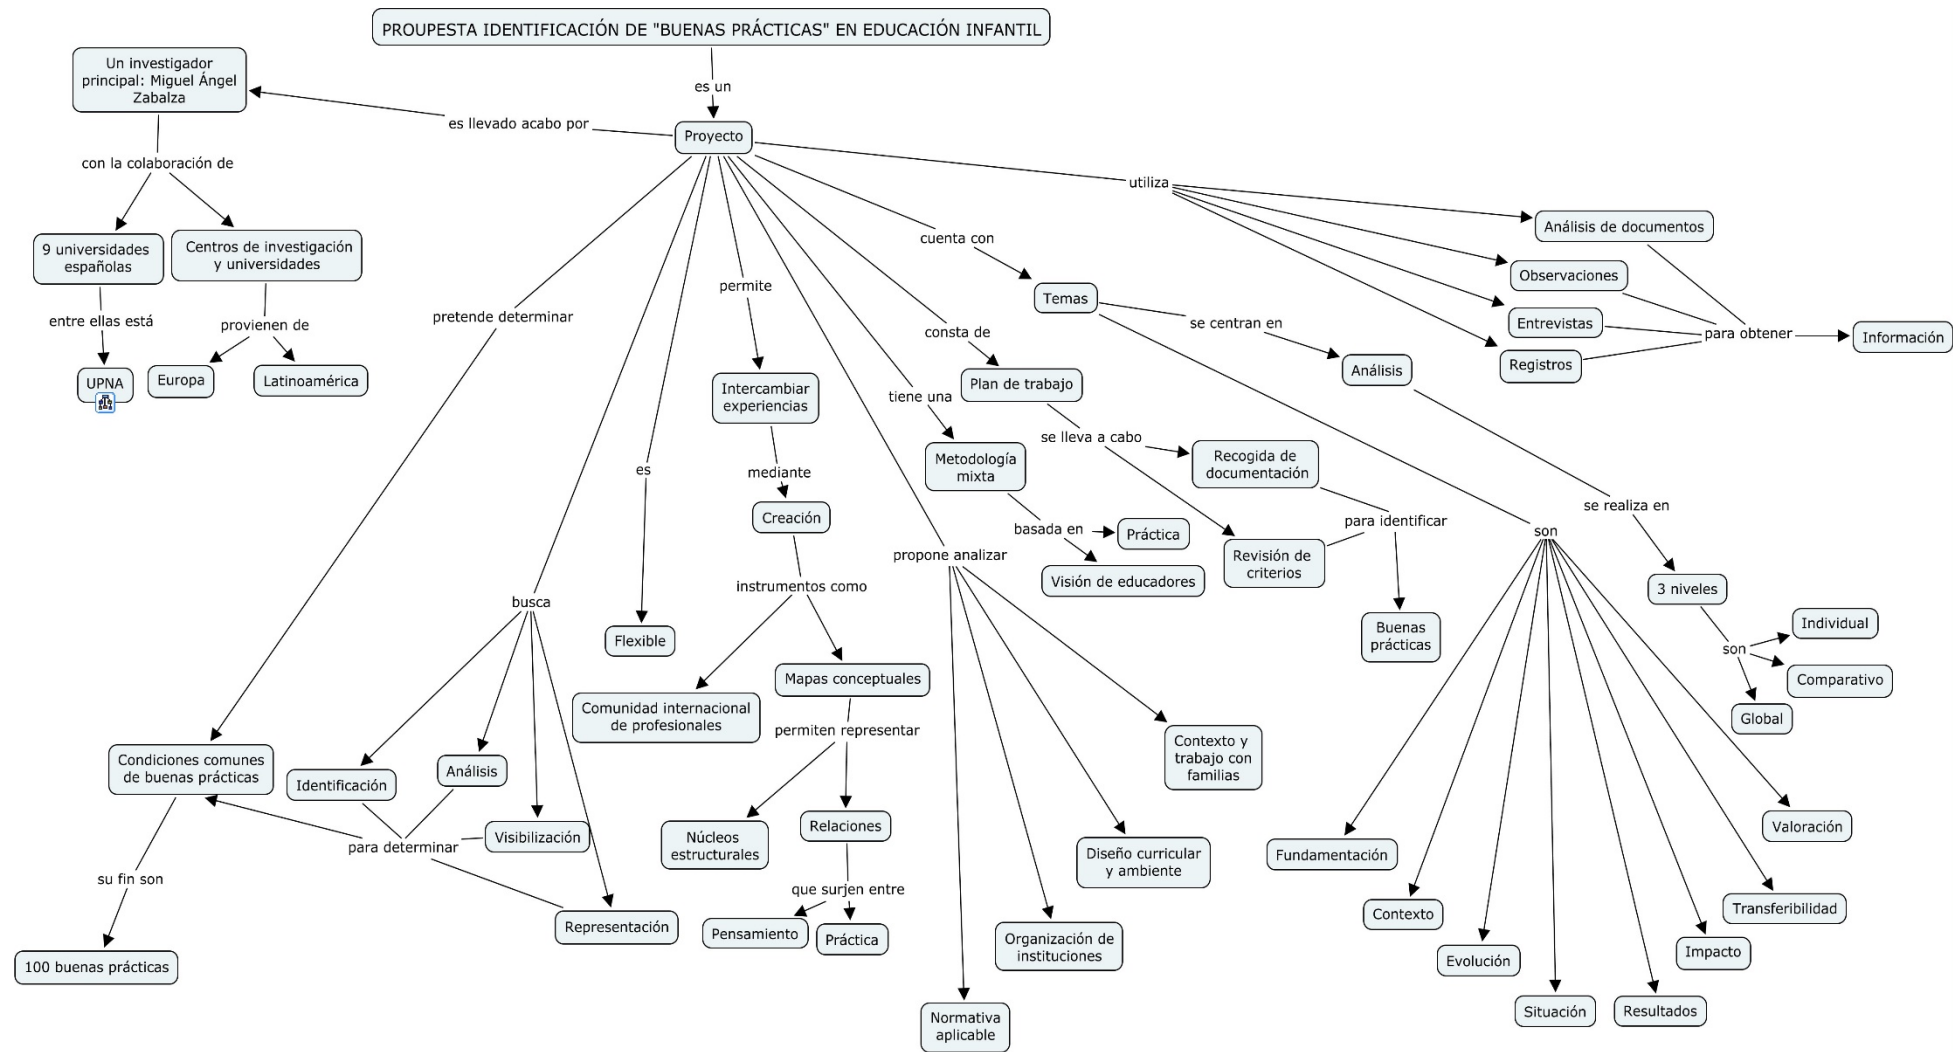 PROUPESTA IDENTIFICACIÓN DE "BUENAS PRÁCTICAS" EN EDUCACIÓN INFANTIL
Un investigador
principal: Miguel Ángel
Zabalza
es un
es llevado acabo por
Proyecto
con la colaboración de
utiliza
9 universidades
españolas
Centros de investigación
y universidades
cuenta con
Análisis de documentos
Observaciones
Entrevistas
Registros
para obtener
Información
entre ellas está
provienen de
UPNA
Europa
Latinoamérica
pretende determinar
permite
Temas
se centran en
Análisis
consta de
Plan de trabajo
Intercambiar
experiencias
tiene una
se lleva a cabo
Recogida de
documentación
Metodología
mixta
es
mediante
Creación
basada en
Práctica
Visión de educadores
Revisión de
criterios
para identificar
Buenas
prácticas
se realiza en
son
3 niveles
son
Individual
Comparativo
Global
propone analizar
instrumentos como
busca
Flexible
Mapas conceptuales
Comunidad internacional
de profesionales
permiten representar
Contexto y
trabajo con
familias
Condiciones comunes
de buenas prácticas
Identificación
Análisis
Visibilización
para determinar
Representación
su fin son
100 buenas prácticas
Núcleos
estructurales
Relaciones
que surjen entre
Pensamiento
Práctica
Diseño curricular
y ambiente
Organización de
instituciones
Normativa
aplicable
Fundamentación
Contexto
Evolución
Situación
Resultados
Impacto
Transferibilidad
Valoración